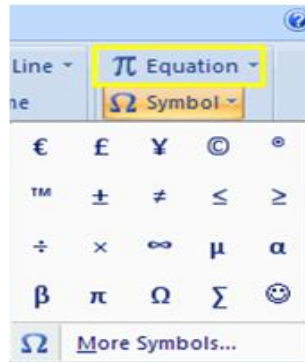 Line
π Equation
ne
Ω Symbol
€ £ ¥ © ®
™ ± ≠ ≤ ≥
÷ × ∞ µ α
β π Ω ∑ ☺
Ω More Symbols...